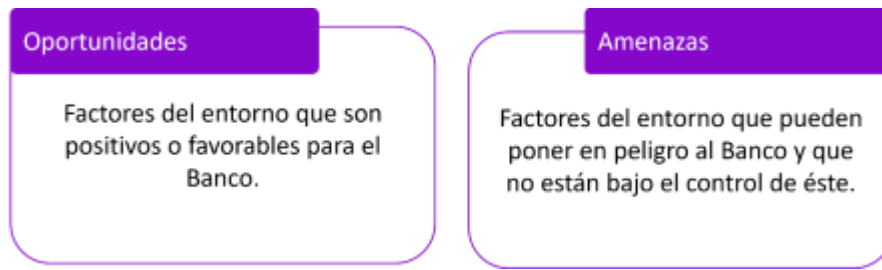 Oportunidades
Factores del entorno que son
positivos o favorables para el
Banco.
Amenazas
Factores del entorno que pueden
poner en peligro al Banco y que
no están bajo el control de éste.